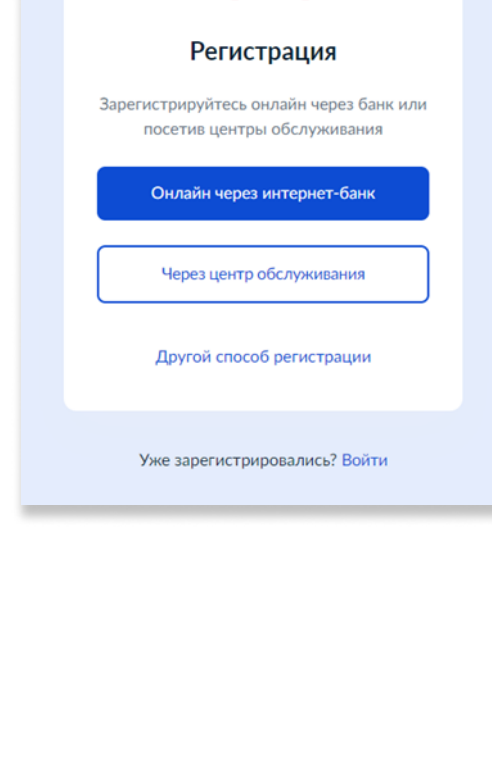 Регистрация
Зарегистрируйтесь онлайн через банк или
посетив центры обслуживания
Онлайн через интернет-банк
Через центр обслуживания
Другой способ регистрации
Уже зарегистрировались? Войти